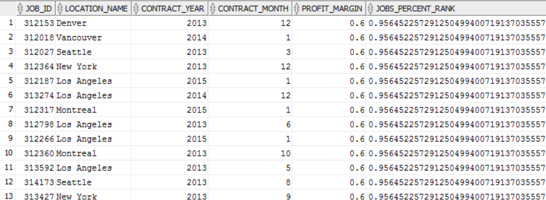 JOB_ID LOCATION_NAME CONTRACT_YEAR CONTRACT_MONTH PROFIT_MARGIN JOBS_PERCENT_RANK
1 312153 Denver 2013 12 0.6 0.956452257291250499400719137035557
2 312018 Vancouver 2014 1 0.6 0.956452257291250499400719137035557
3 312027 Seattle 2013 3 0.6 0.956452257291250499400719137035557
4 312364 New York 2013 12 0.6 0.956452257291250499400719137035557
5 312187 Los Angeles 2015 1 0.6 0.956452257291250499400719137035557
6 313274 Los Angeles 2014 12 0.6 0.956452257291250499400719137035557
7 312317 Montreal 2015 1 0.6 0.956452257291250499400719137035557
8 312798 Los Angeles 2013 6 0.6 0.956452257291250499400719137035557
9 312266 Los Angeles 2015 1 0.6 0.956452257291250499400719137035557
10 312360 Montreal 2013 10 0.6 0.956452257291250499400719137035557
11 313592 Los Angeles 2013 5 0.6 0.956452257291250499400719137035557
12 314173 Seattle 2013 8 0.6 0.956452257291250499400719137035557
13 313427 New York 2013 9 0.6 0.956452257291250499400719137035557